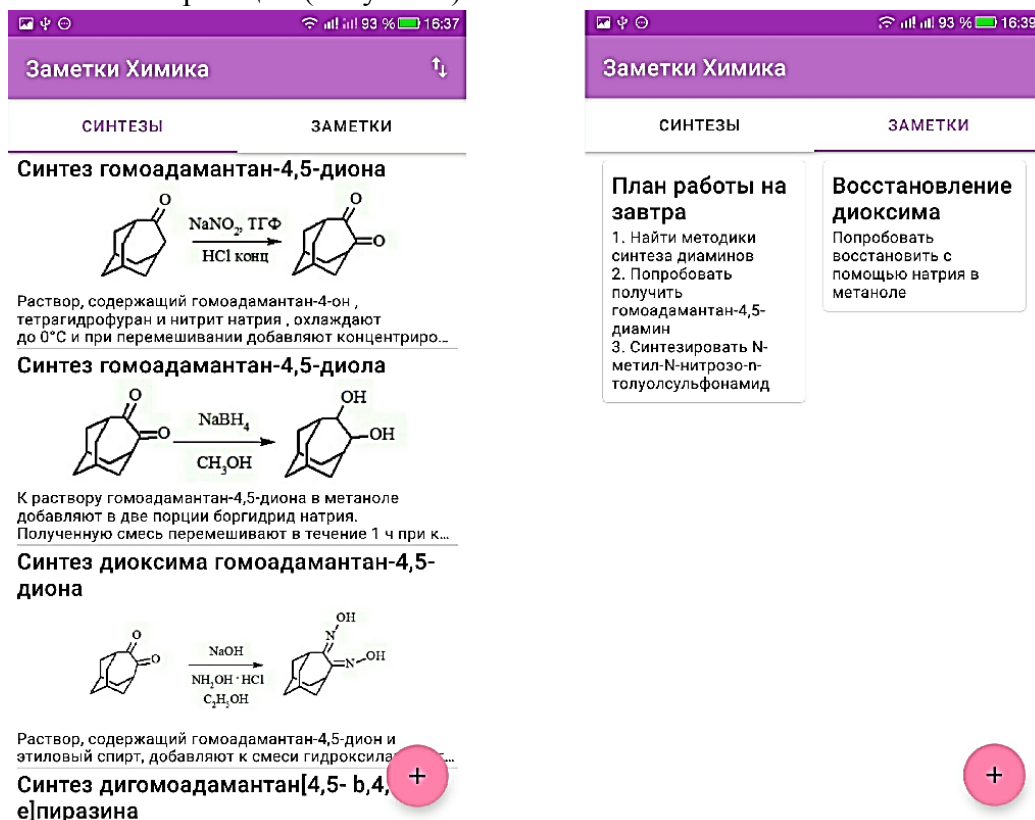 93 % 16:37
Заметки Химика
СИНТЕЗЫ ЗАМЕТКИ
Синтез гомоадамантан-4,5-диона
O
NaNO₂, ТГФ
HCl конц
O
=O
Раствор, содержащий гомоадамантан-4-он ,
тетрагидрофуран и нитрит натрия , охлаждают
до 0°С и при перемешивании добавляют концентриро...
Синтез гомоадамантан-4,5-диола
O
=O
NaBH₄
CH₃OH
OH
OH
К раствору гомоадамантан-4,5-диона в метаноле
добавляют в две порции боргидрид натрия.
Полученную смесь перемешивают в течение 1 ч при к...
Синтез диоксима гомоадамантан-4,5-
диона
O
O
NaOH
NH₂OH · HCl
C₂H₅OH
OH
N
N OH
Раствор, содержащий гомоадамантан-4,5-дион и
этиловый спирт, добавляют к смеси
Синтез дигомоадамантан[4,5- b,4,
e]пиразина
+
93 % 16:39
Заметки Химика
СИНТЕЗЫ ЗАМЕТКИ
План работы на
завтра
1. Найти методики
синтеза диаминов
2. Попробовать
получить
гомоадамантан-4,5-
диамин
3. Синтезировать N-
метил-N-нитрозо-п-
толуолсульфонамид
Восстановление
диоксима
Попробовать
восстановить с
помощью натрия в
метаноле
+